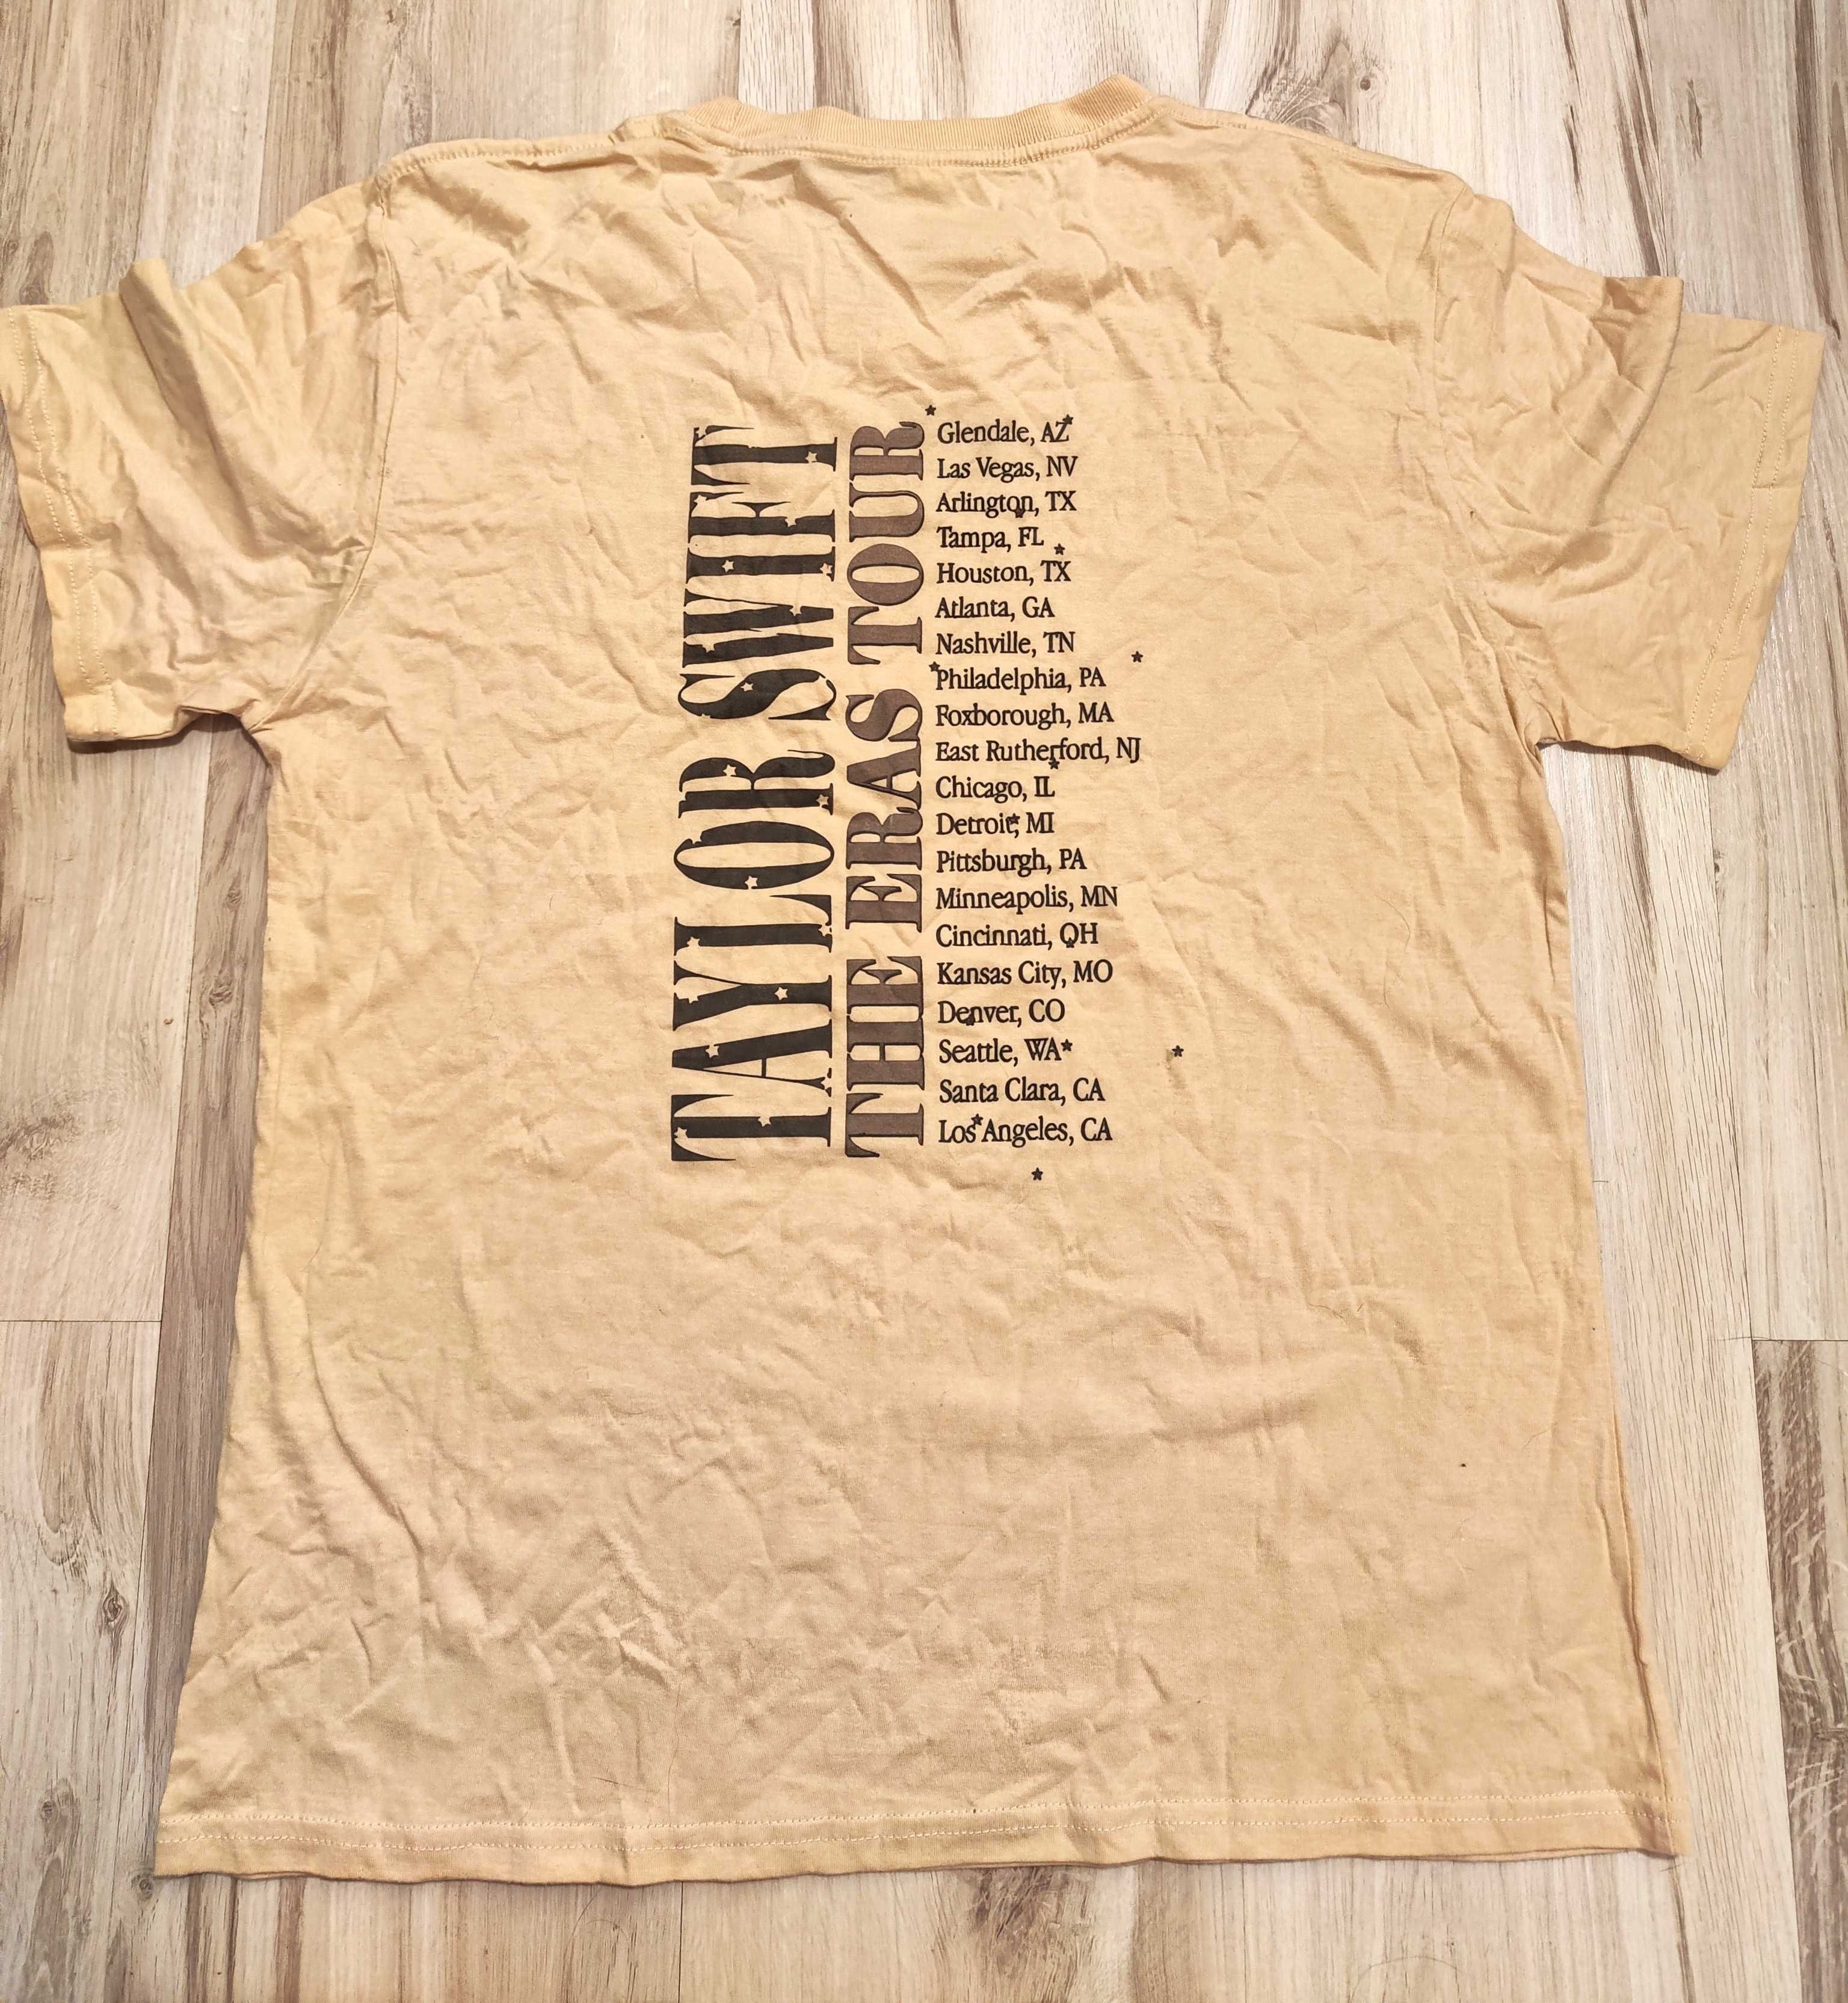 TAYLOR SWIFT
THE ERAS TOUR
Glendale, AZ
Las Vegas, NV
Arlington, TX
Tampa, FL
Houston, TX
Atlanta, GA
Nashville, TN
Philadelphia, PA
Foxborough, MA
East Rutherford, NJ
Chicago, IL
Detroit, MI
Pittsburgh, PA
Minneapolis, MN
Cincinnati, OH
Kansas City, MO
Denver, CO
Seattle, WA
Santa Clara, CA
Los Angeles, CA